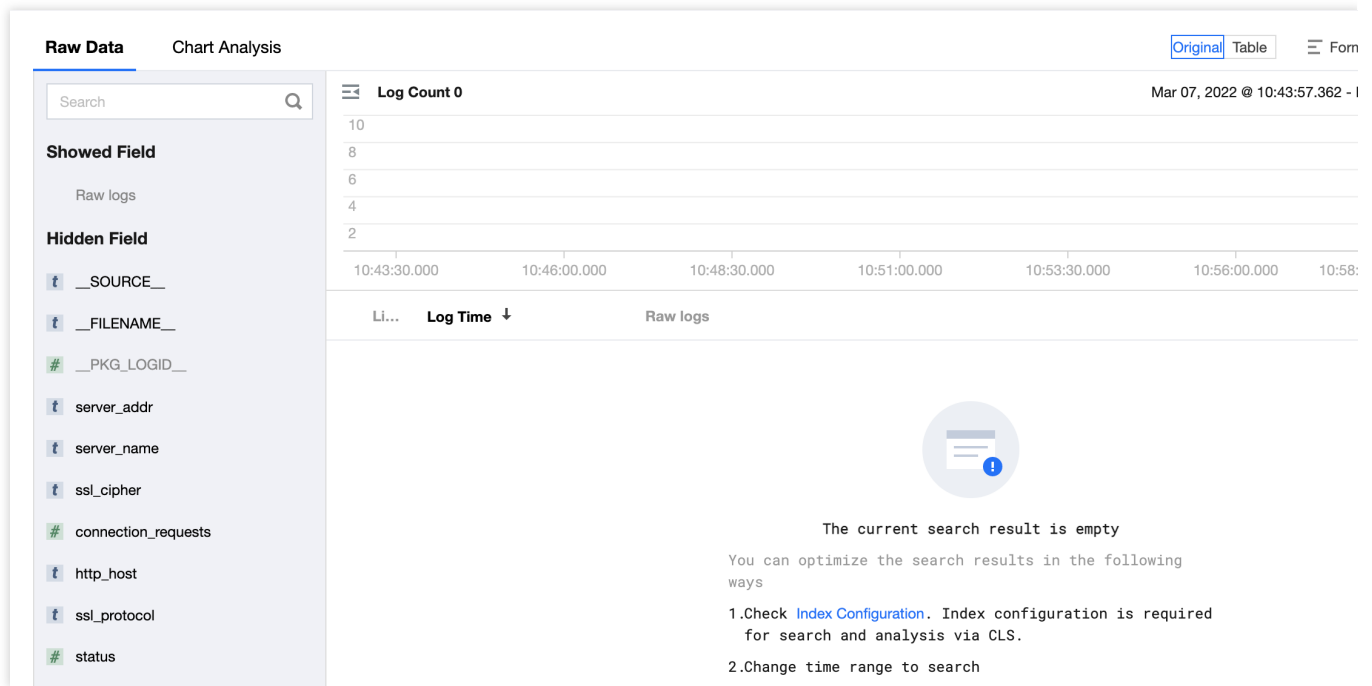 Raw Data
Chart Analysis
Original
Table
Search
Log Count 0
Mar 07, 2022 @ 10:43:57.362 -
Showed Field
Raw logs
Hidden Field
t __SOURCE__
t __FILENAME__
# __PKG_LOGID__
t server_addr
t server_name
t ssl_cipher
# connection_requests
t http_host
t ssl_protocol
# status
10
8
6
4
2
10:43:30.000
10:46:00.000
10:48:30.000
10:51:00.000
10:53:30.000
10:56:00.000
10:58:
Li...
Log Time
Raw logs
The current search result is empty
You can optimize the search results in the following
ways
1.Check Index Configuration. Index configuration is required
for search and analysis via CLS.
2.Change time range to search